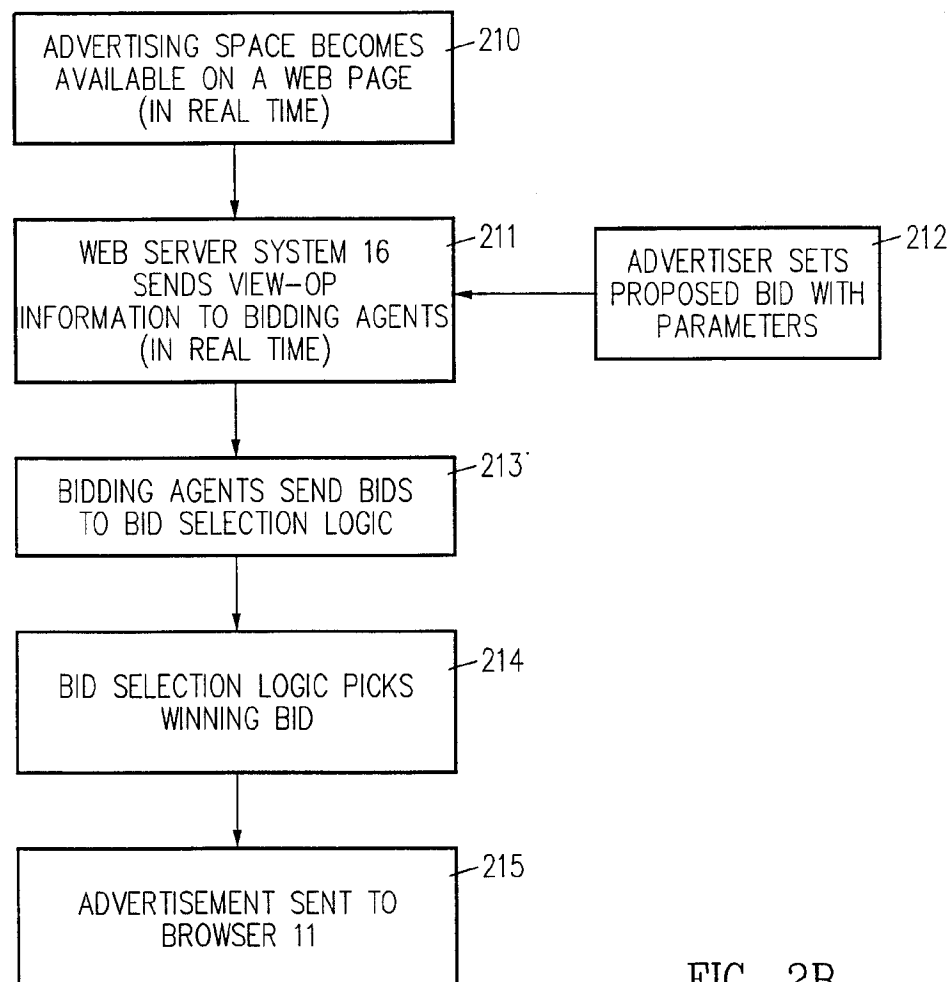 ADVERTISING SPACE BECOMES
AVAILABLE ON A WEB PAGE
(IN REAL TIME)
210
WEB SERVER SYSTEM 16
SENDS VIEW-OP
INFORMATION TO BIDDING AGENTS
(IN REAL TIME)
211
ADVERTISER SETS
PROPOSED BID WITH
PARAMETERS
212
BIDDING AGENTS SEND BIDS
TO BID SELECTION LOGIC
213
BID SELECTION LOGIC PICKS
WINNING BID
214
ADVERTISEMENT SENT TO
BROWSER 11
215
FIG. 2B